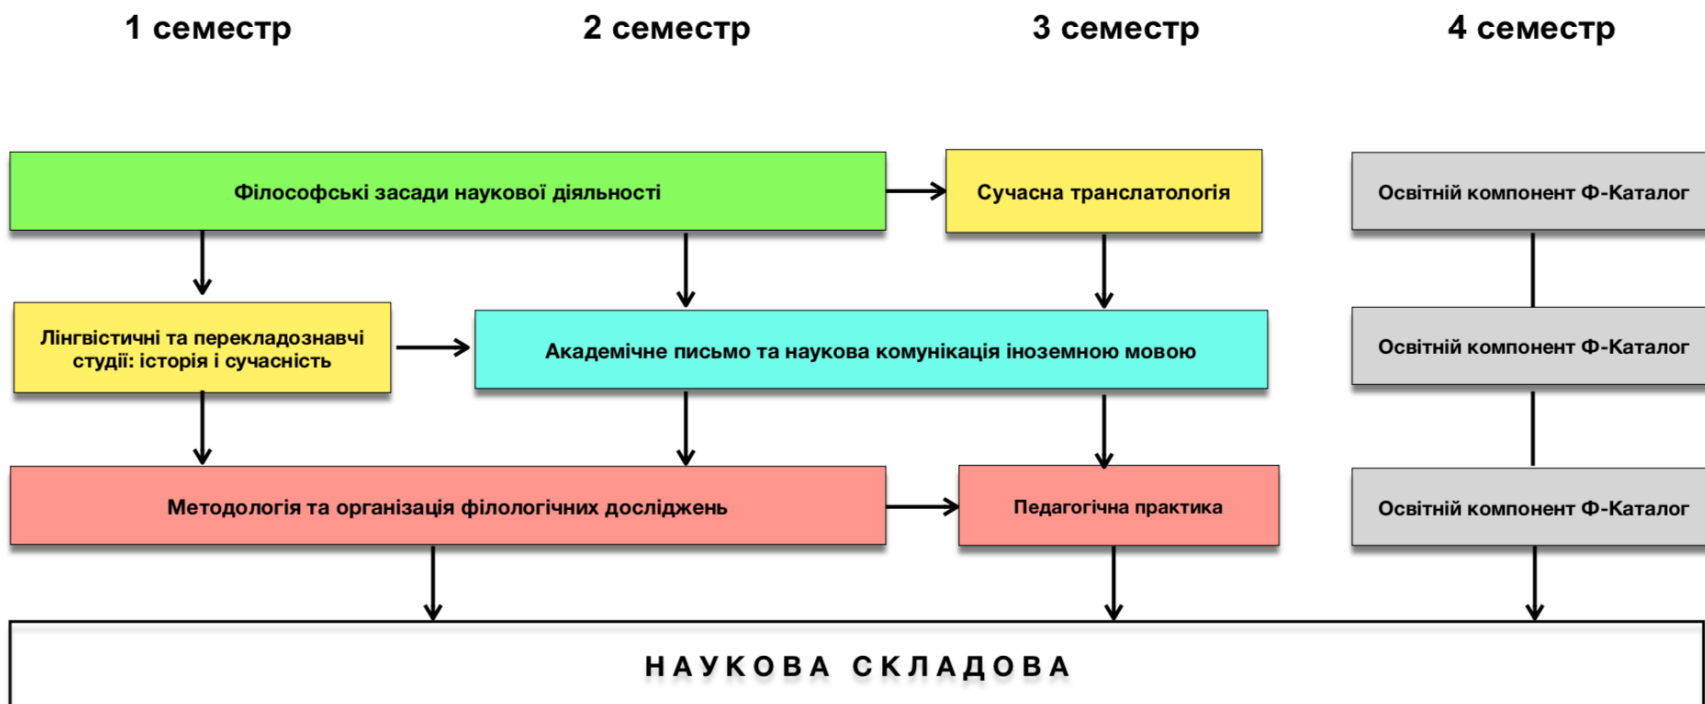 1 семестр
2 семестр
3 семестр
4 семестр
Філософські засади наукової діяльності
Сучасна транслатологія
Освітній компонент Ф-Каталог
Лінгвістичні та перекладознавчі
студії: історія і сучасність
Академічне письмо та наукова комунікація іноземною мовою
Освітній компонент Ф-Каталог
Методологія та організація філологічних досліджень
Педагогічна практика
Освітній компонент Ф-Каталог
НАУКОВА СКЛАДОВА